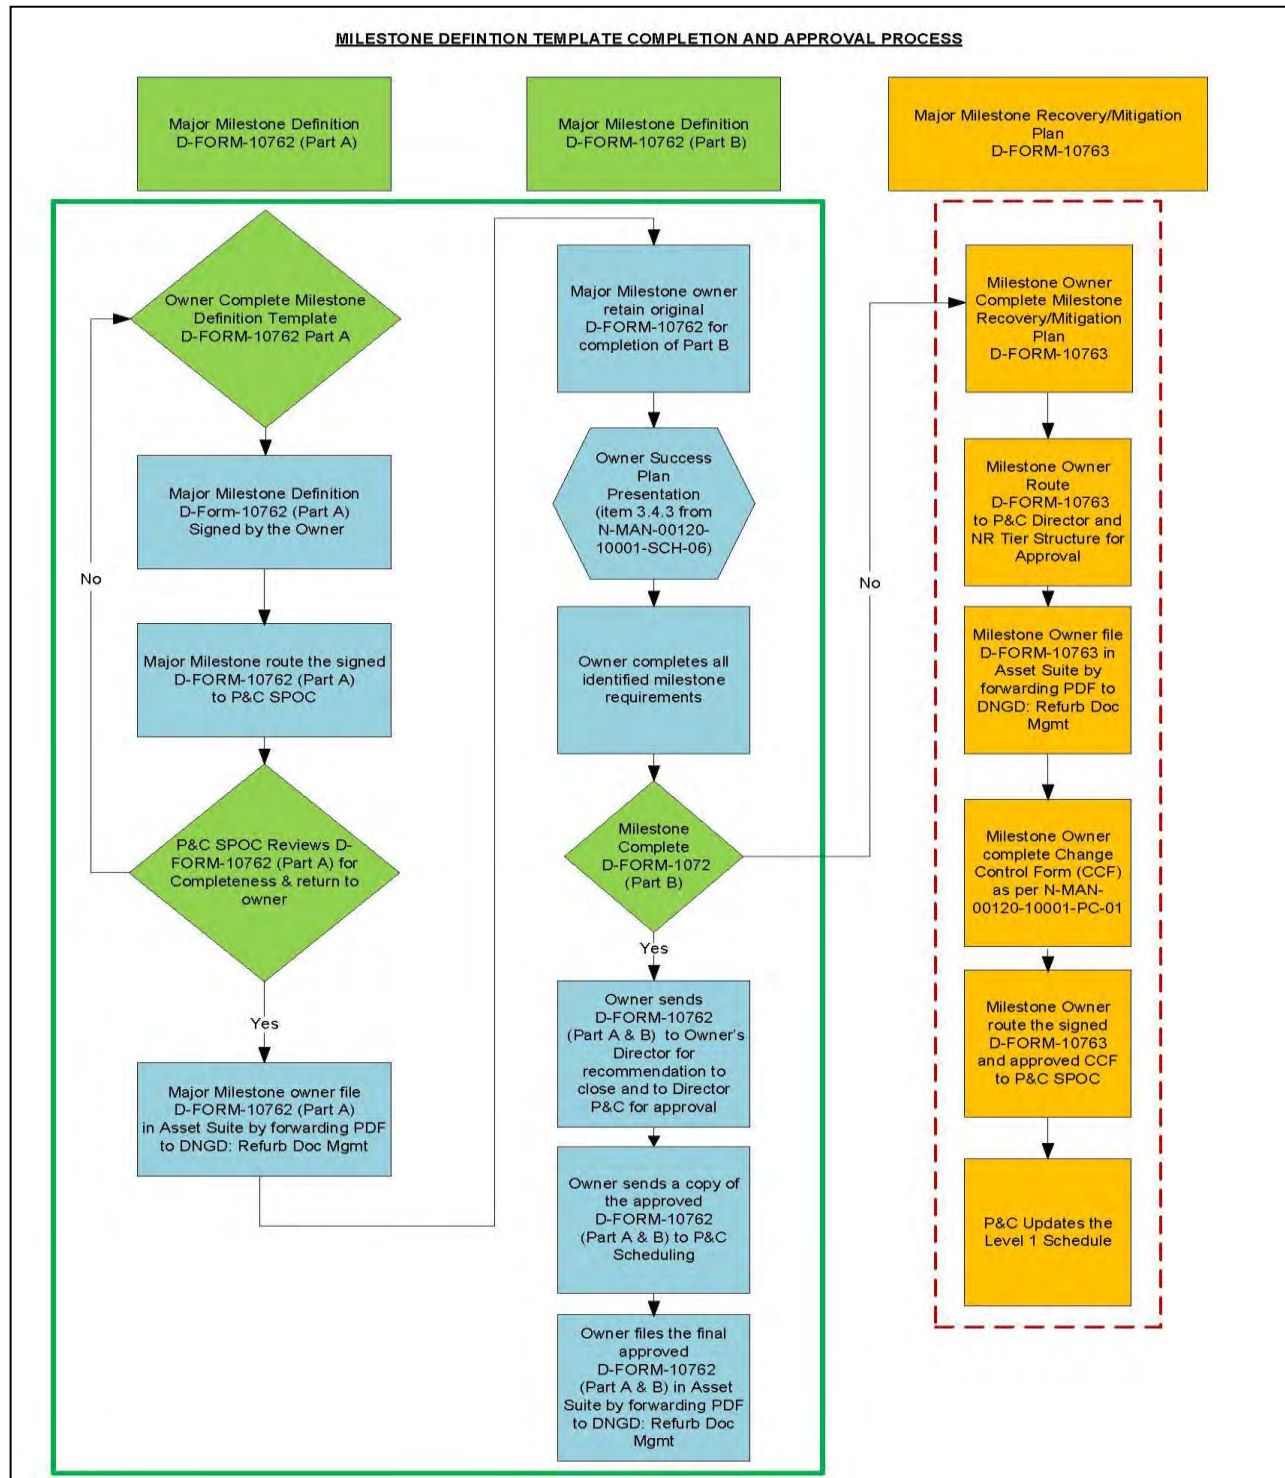 MILESTONE DEFINTION TEMPLATE COMPLETION AND APPROVAL PROCESS
Major Milestone Definition
D-FORM-10762 (Part A)
Major Milestone Definition
D-FORM-10762 (Part B)
Major Milestone Recovery/Mitigation
Plan
D-FORM-10763
Owner Complete Milestone
Definition Template
D-FORM-10762 Part A
Major Milestone Definition
D-Form-10762 (Part A)
Signed by the Owner
No
Major Milestone route the signed
D-FORM-10762 (Part A)
to P&C SPOC
P&C SPOC Reviews D-
FORM-10762 (Part A) for
Completeness & return to
owner
Yes
Major Milestone owner file
D-FORM-10762 (Part A)
in Asset Suite by forwarding PDF
to DNGD: Refurb Doc Mgmt
Major Milestone owner
retain original
D-FORM-10762 for
completion of Part B
Owner Success
Plan
Presentation
(item 3.4.3 from
N-MAN-00120-
10001-SCH-06)
Owner completes all
identified milestone
requirements
Milestone
Complete
D-FORM-1072
(Part B)
No
Yes
Owner sends
D-FORM-10762
(Part A & B) to Owner's
Director for
recommendation to
close and to Director
P&C for approval
Owner sends a copy of
the approved
D-FORM-10762
(Part A & B) to P&C
Scheduling
Owner files the final
approved
D-FORM-10762
(Part A & B) in Asset
Suite by forwarding PDF
to DNGD: Refurb Doc
Mgmt
Milestone Owner
Complete Milestone
Recovery/Mitigation
Plan
D-FORM-10763
Milestone Owner
Route
D-FORM-10763
to P&C Director and
NR Tier Structure for
Approval
Milestone Owner file
D-FORM-10763 in
Asset Suite by
forwarding PDF to
DNGD: Refurb Doc
Mgmt
Milestone Owner
complete Change
Control Form (CCF)
as per N-MAN-
00120-10001-PC-01
Milestone Owner
route the signed
D-FORM-10763
and approved CCF
to P&C SPOC
P&C Updates the
Level 1 Schedule